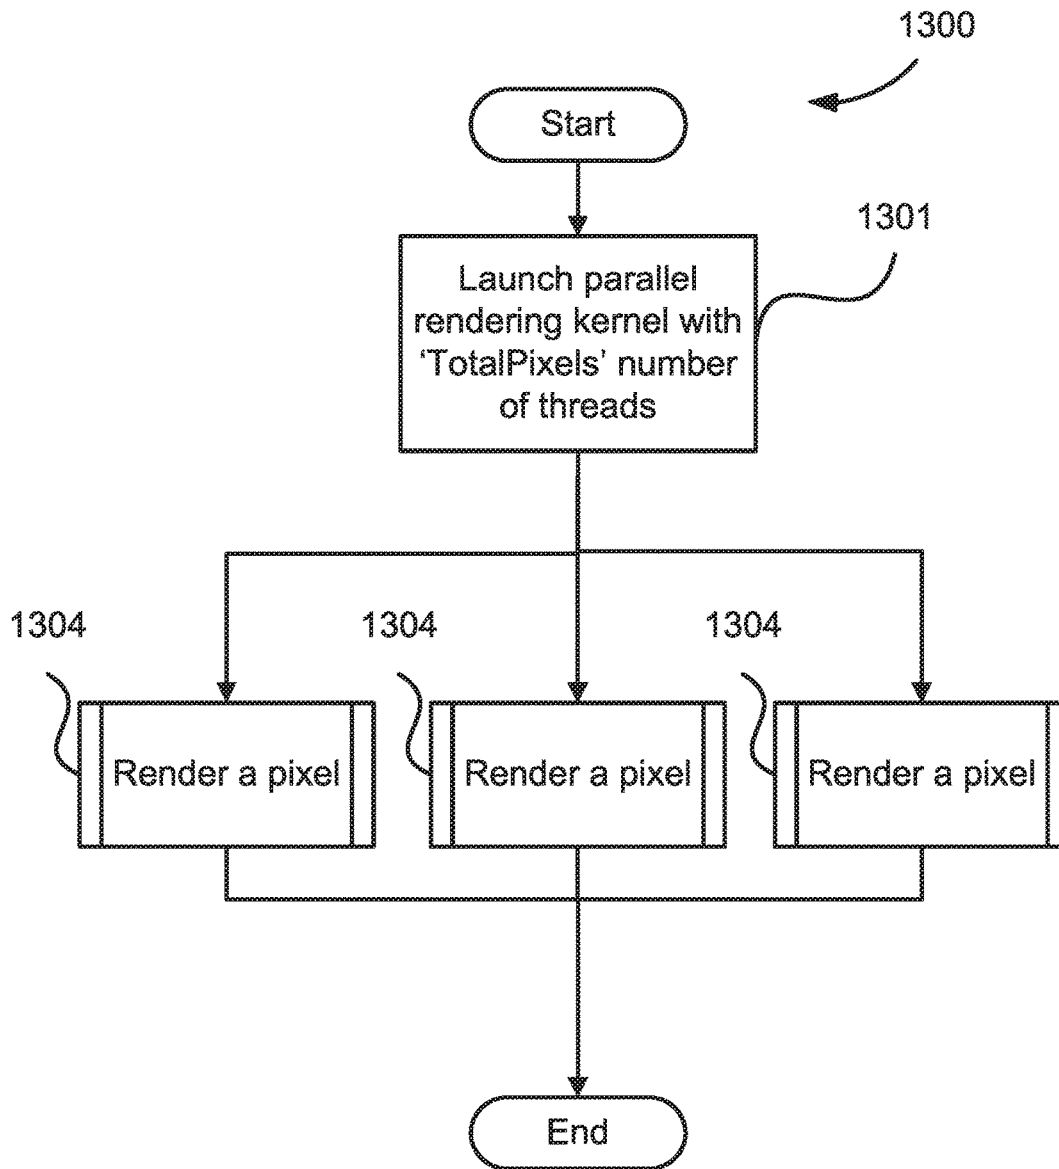 1300
Start
1301
Launch parallel
rendering kernel with
‘TotalPixels’ number
of threads
1304
1304
1304
Render a pixel
Render a pixel
Render a pixel
End